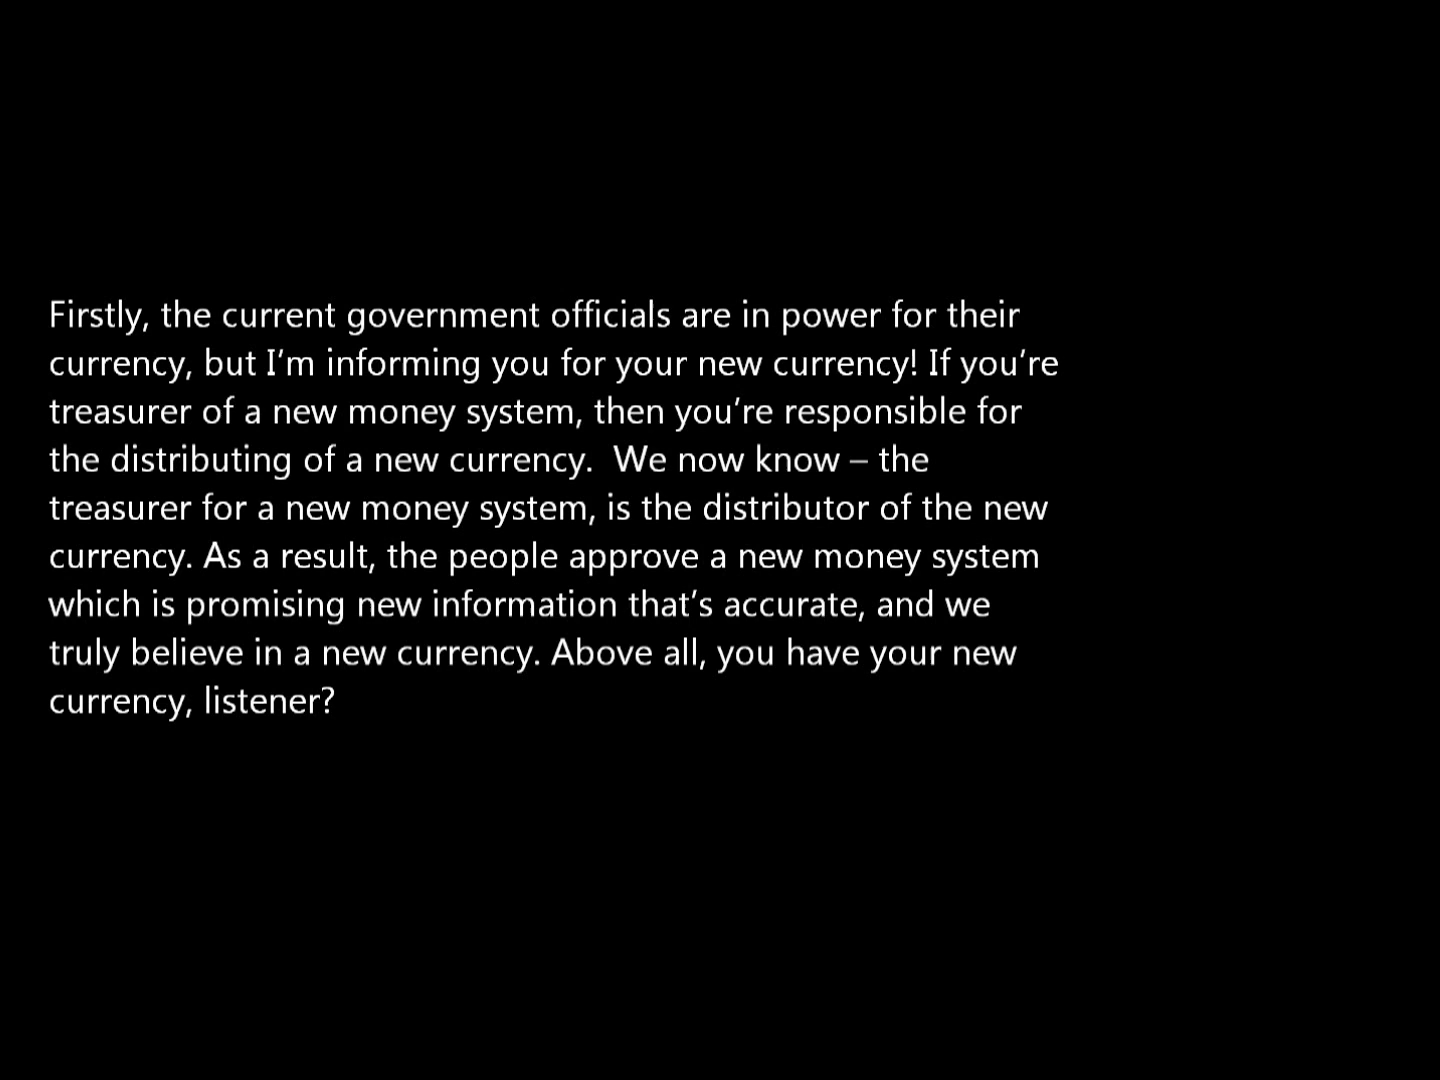 Firstly, the current government officials are in power for their
currency, but I’m informing you for your new currency! If you’re
treasurer of a new money system, then you’re responsible for
the distributing of a new currency.  We now know – the
treasurer for a new money system, is the distributor of the new
currency. As a result, the people approve a new money system
which is promising new information that’s accurate, and we
truly believe in a new currency. Above all, you have your new
currency, listener?